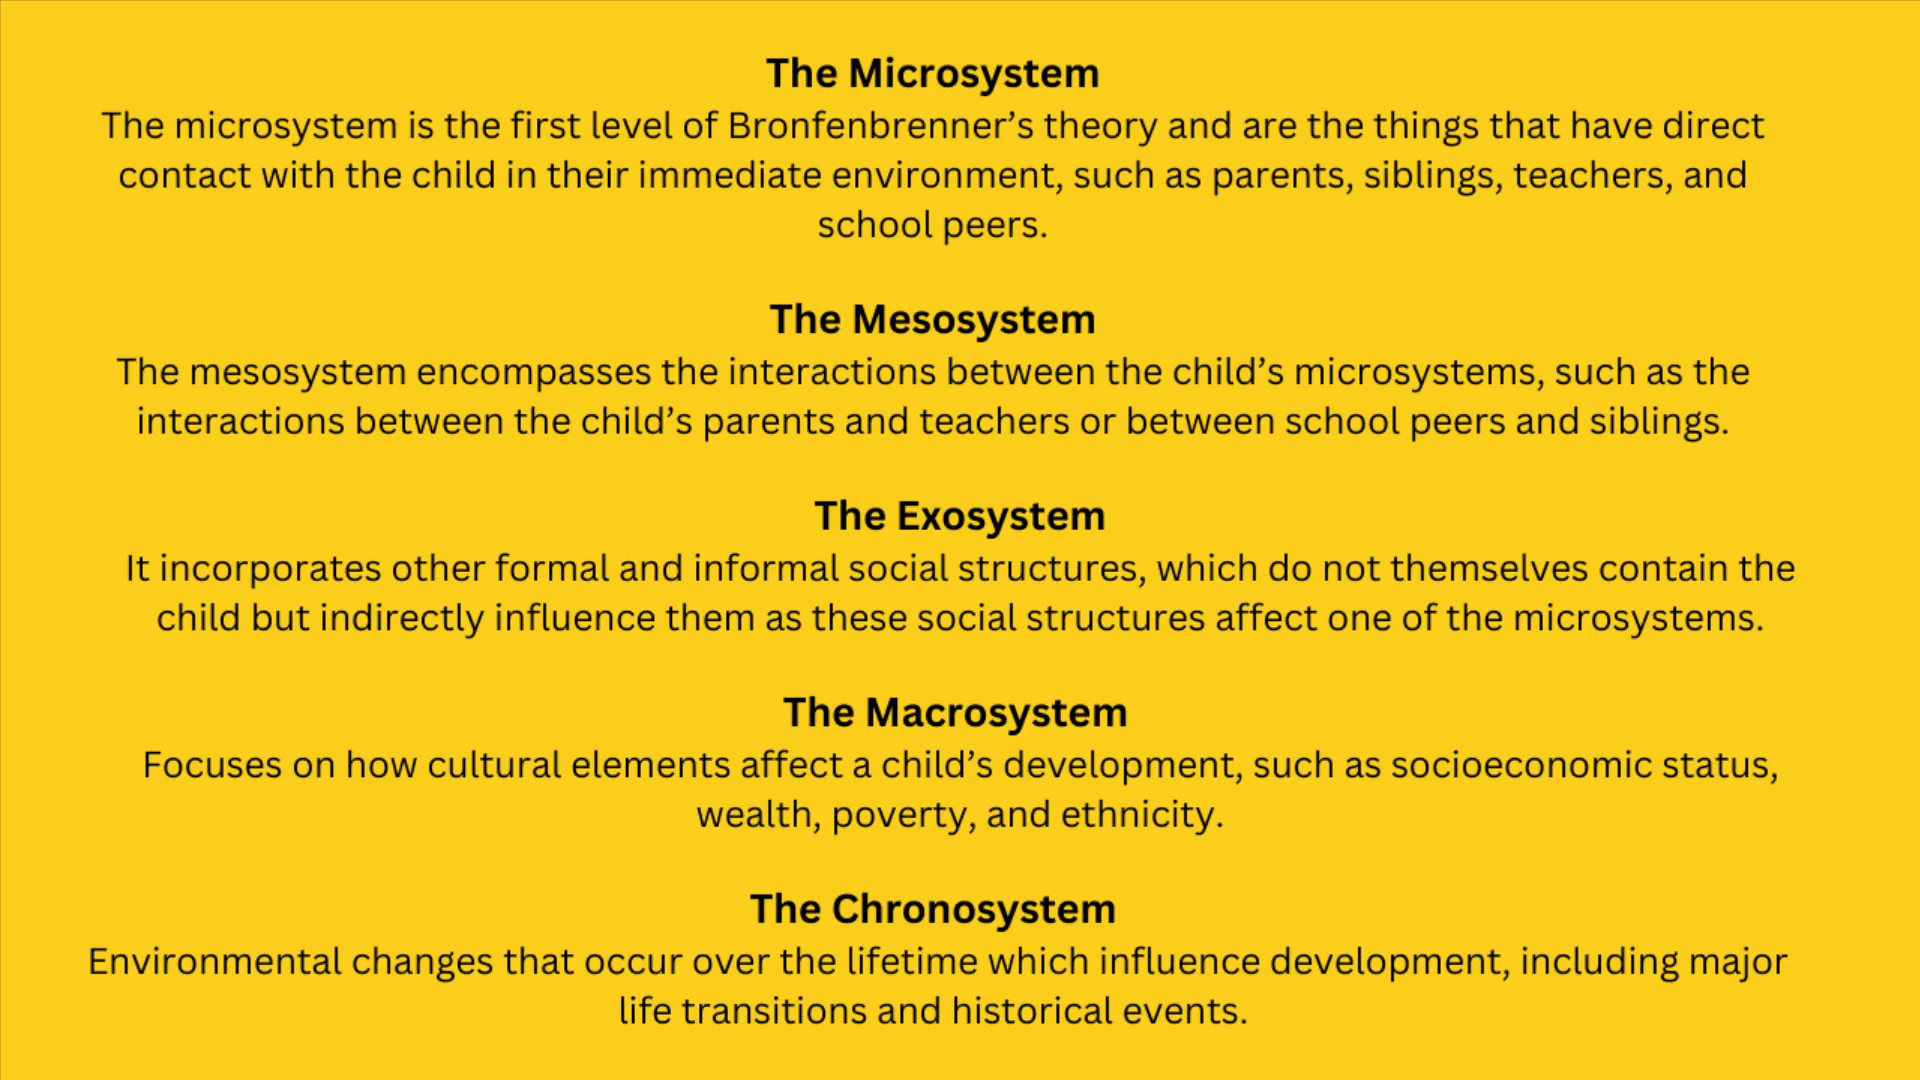 The Microsystem
The microsystem is the first level of Bronfenbrenner’s theory and are the things that have direct
contact with the child in their immediate environment, such as parents, siblings, teachers, and
school peers.
The Mesosystem
The mesosystem encompasses the interactions between the child’s microsystems, such as the
interactions between the child’s parents and teachers or between school peers and siblings.
The Exosystem
It incorporates other formal and informal social structures, which do not themselves contain the
child but indirectly influence them as these social structures affect one of the microsystems.
The Macrosystem
Focuses on how cultural elements affect a child’s development, such as socioeconomic status,
wealth, poverty, and ethnicity.
The Chronosystem
Environmental changes that occur over the lifetime which influence development, including major
life transitions and historical events.